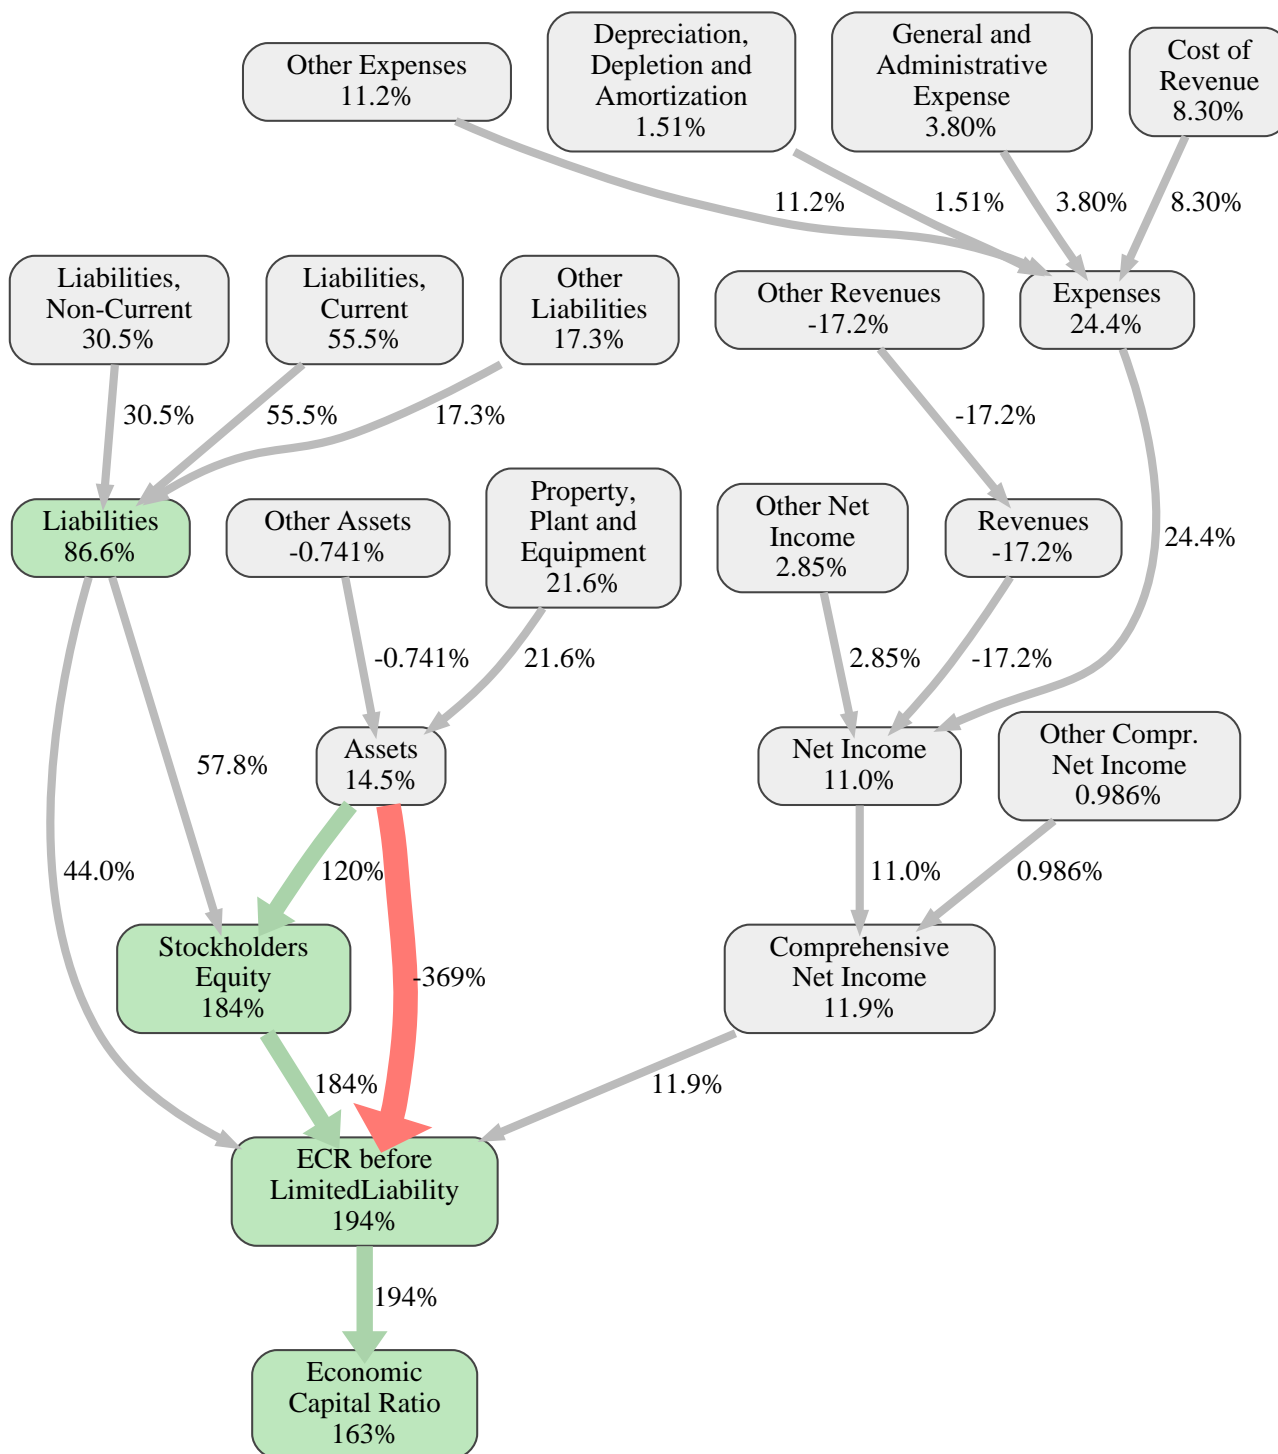 Other Expenses
11.2%
Depreciation,
Depletion and
Amortization
1.51%
General and
Administrative
Expense
3.80%
Cost of
Revenue
8.30%
11.2%
1.51%
3.80%
8.30%
Liabilities,
Non-Current
30.5%
Liabilities,
Current
55.5%
Other
Liabilities
17.3%
Other Revenues
-17.2%
Expenses
24.4%
30.5%
55.5%
17.3%
-17.2%
24.4%
Liabilities
86.6%
Other Assets
-0.741%
Property,
Plant and
Equipment
21.6%
Other Net
Income
2.85%
Revenues
-17.2%
-0.741%
21.6%
2.85%
-17.2%
57.8%
Assets
14.5%
Net Income
11.0%
Other Compr.
Net Income
0.986%
44.0%
120%
-369%
11.0%
0.986%
Stockholders
Equity
184%
Comprehensive
Net Income
11.9%
184%
11.9%
ECR before
LimitedLiability
194%
194%
Economic
Capital Ratio
163%